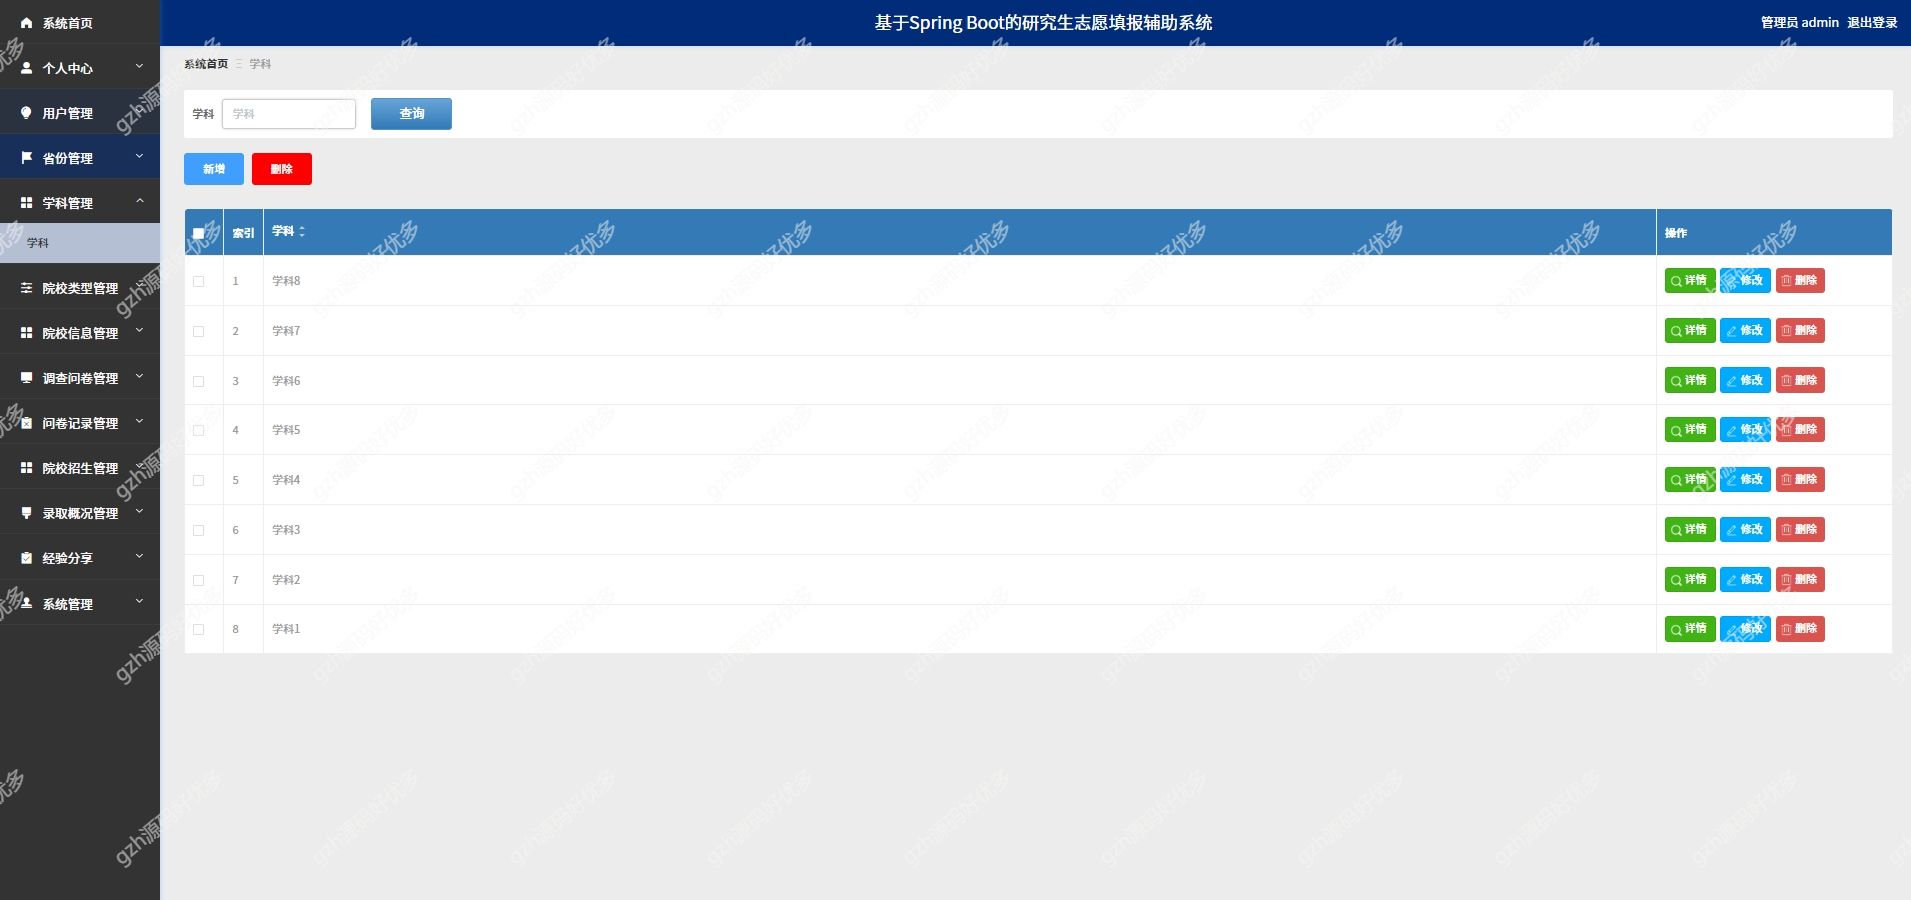 基于Spring Boot的研究生志愿填报辅助系统
管理员 admin 退出登录
系统首页
个人中心
用户管理
省份管理
学科管理
学科
院校类型管理
院校信息管理
调查问卷管理
问卷记录管理
院校招生管理
录取概况管理
经验分享
系统管理
系统首页 学科
学科 学科 查询
新增 删除
索引 学科 操作
1 学科8 详情 修改 删除
2 学科7 详情 修改 删除
3 学科6 详情 修改 删除
4 学科5 详情 修改 删除
5 学科4 详情 修改 删除
6 学科3 详情 修改 删除
7 学科2 详情 修改 删除
8 学科1 详情 修改 删除
gzh源码好优多